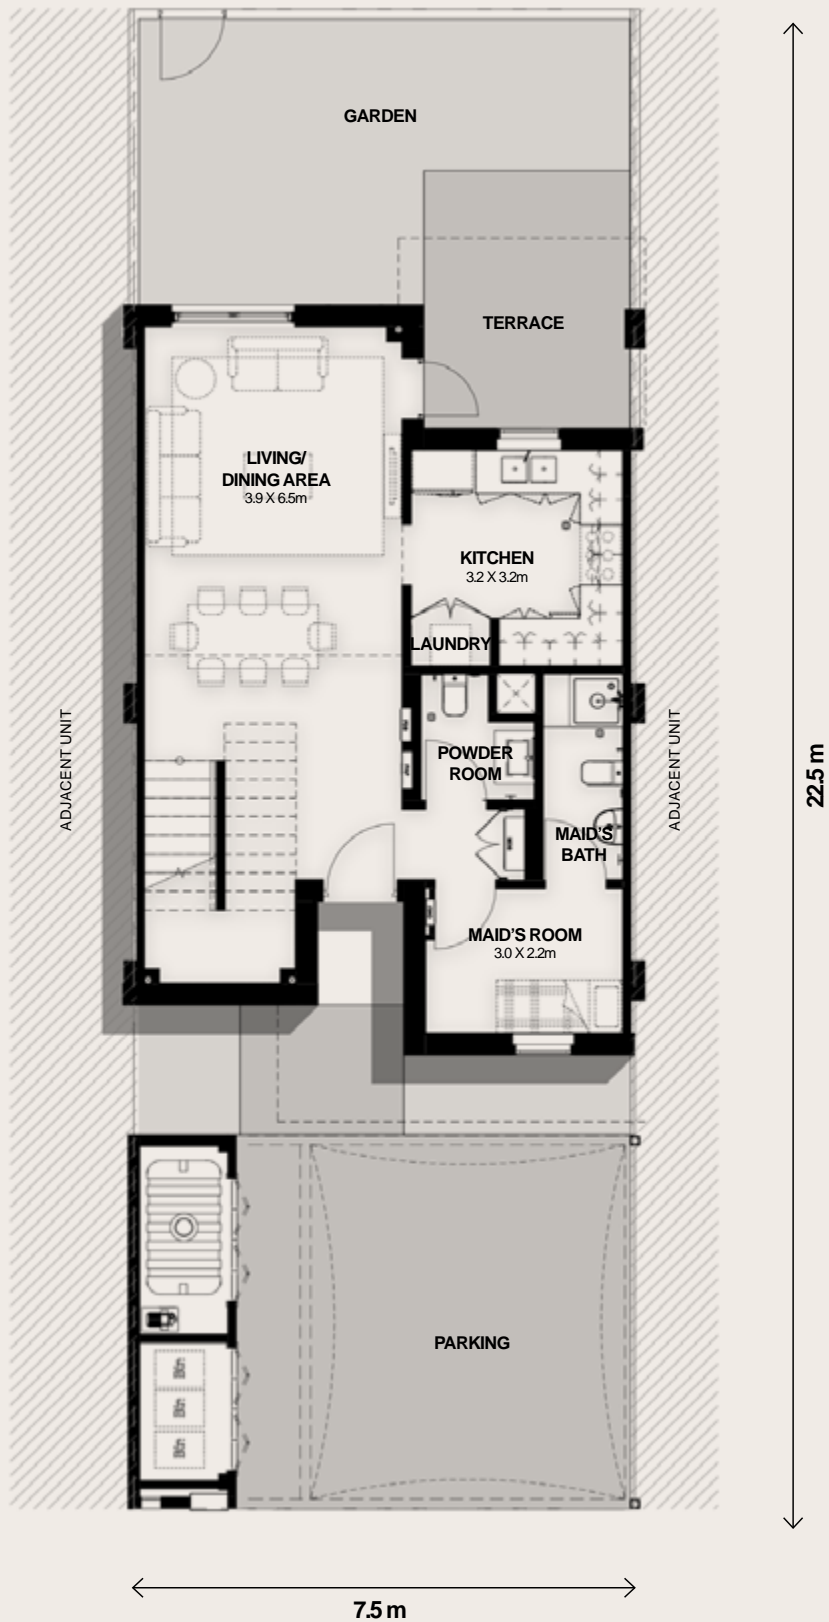 GARDEN
TERRACE
LIVING/
DINING AREA
3.9 X 6.5m
KITCHEN
3.2 X 3.2m
LAUNDRY
POWDER
ROOM
MAID'S
BATH
MAID'S ROOM
3.0 X 2.2m
ADJACENT UNIT
ADJACENT UNIT
22.5 m
PARKING
7.5 m